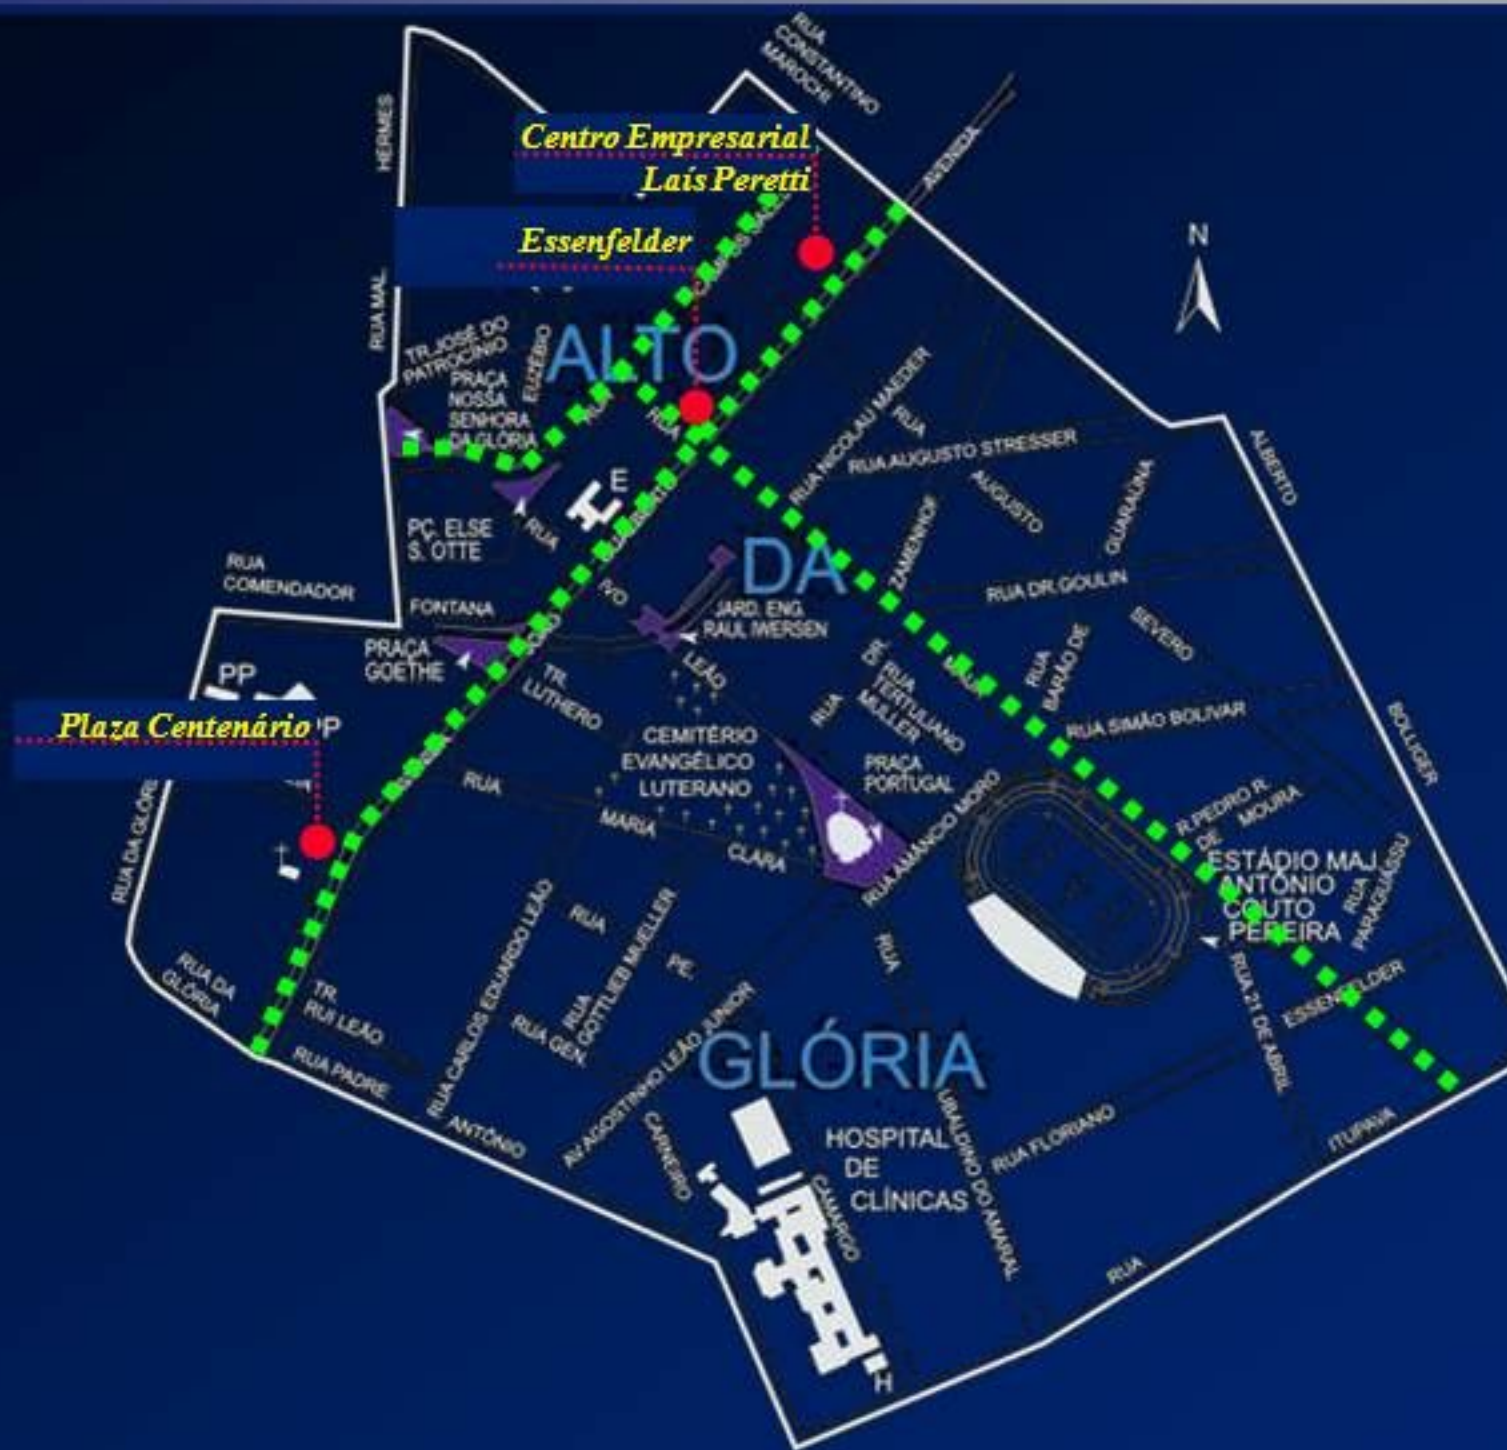 RUA
CONSTANTINO
MAROCHI
HERMES
AVENIDA
Centro Empresarial
Laís Peretti
Essenfelder
N
RUA MAL.
TR. JOSÉ DO
PATROCÍNIO
EUZÉBIO
ALTO
PRAÇA
NOSSA
SENHORA
DA GLÓRIA
RUA
RUA
RUA NICOLAU MAEDER
RUA
RUA AUGUSTO STRESSER
AUGUSTO
GUARAÚNA
ALBERTO
E
PÇ. ELSE
S. OTTE
RUA
ZAMENHOF
DA
RUA
COMENDADOR
FONTANA
IVO
JARD. ENG.
RAUL IWERSEN
LEÃO
RUA DR. GOULIN
SEVERO
PRAÇA
GOETHE
JOÃO
TR.
LUTHERO
DR.
RUA
TERTULIANO
MÜLLER
RUA
MAUÁ
RUA
BARÃO DE
RUA SIMÃO BOLIVAR
BOLLIGER
PP
Plaza Centenário
RUA DA GLÓRI
CEMITÉRIO
EVANGÉLICO
LUTERANO
PRAÇA
PORTUGAL
RUA
MARIA
CLARA
RUA AMÂNCIO MORO
R. PEDRO R.
DE
MOURA
ESTÁDIO MAJ.
ANTÔNIO
COUTO
PEREIRA
RUA
PARAGUÁSSU
RUA DA
GLÓRIA
TR.
RUI LEÃO
RUA PADRE
ANTÔNIO
RUA CARLOS EDUARDO LEÃO
RUA
PE.
RUA
GOTTLIEB MUELLER
RUA GEN.
CARNEIRO
AV AGOSTINHO LEÃO JUNIOR
RUA
UBALDINO DO AMARAL
RUA 21 DE ABRIL
ESSENFELDER
RUA FLORIANO
ITUPAVA
RUA
GLÓRIA
HOSPITAL
DE
CLÍNICAS
CAMARGO
H